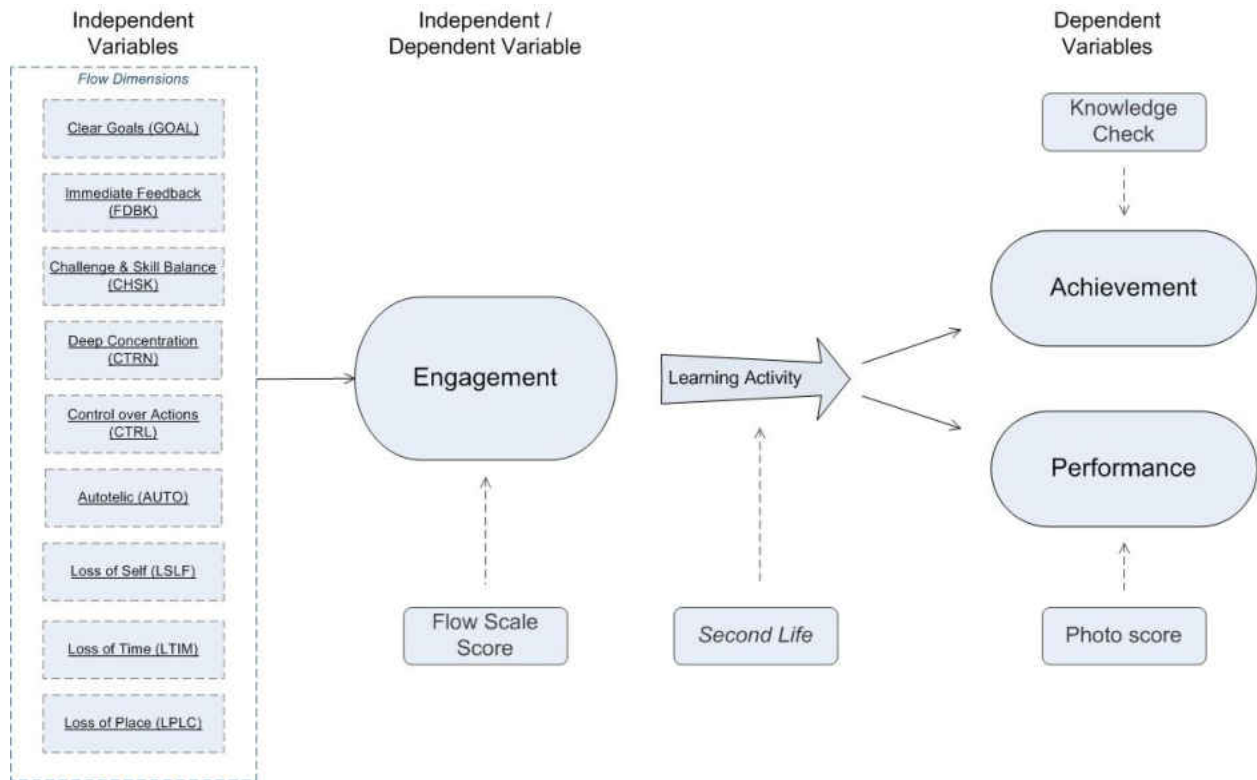 Independent
Variables
Flow Dimensions
Clear Goals (GOAL)
Immediate Feedback
(FDBK)
Challenge & Skill Balance
(CHSK)
Deep Concentration
(CTRN)
Control over Actions
(CTRL)
Autotelic (AUTO)
Loss of Self (LSLF)
Loss of Time (LTIM)
Loss of Place (LPLC)
Independent /
Dependent Variable
Engagement
Flow Scale
Score
Learning Activity
Second Life
Dependent
Variables
Knowledge
Check
Achievement
Performance
Photo score